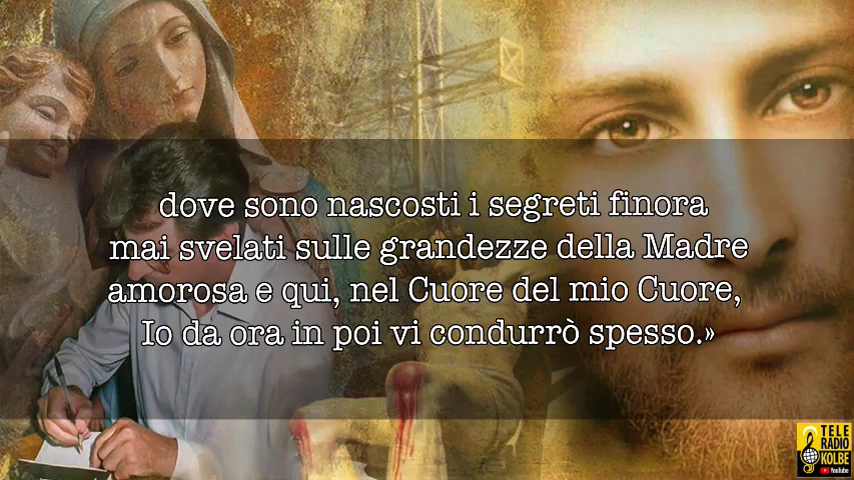 dove sono nascosti i segreti finora
mai svelati sulle grandezze della Madre
amorosa e qui, nel Cuore del mio Cuore,
Io da ora in poi vi condurrò spesso.»
TELE
RADIO
KOLBE
YouTube